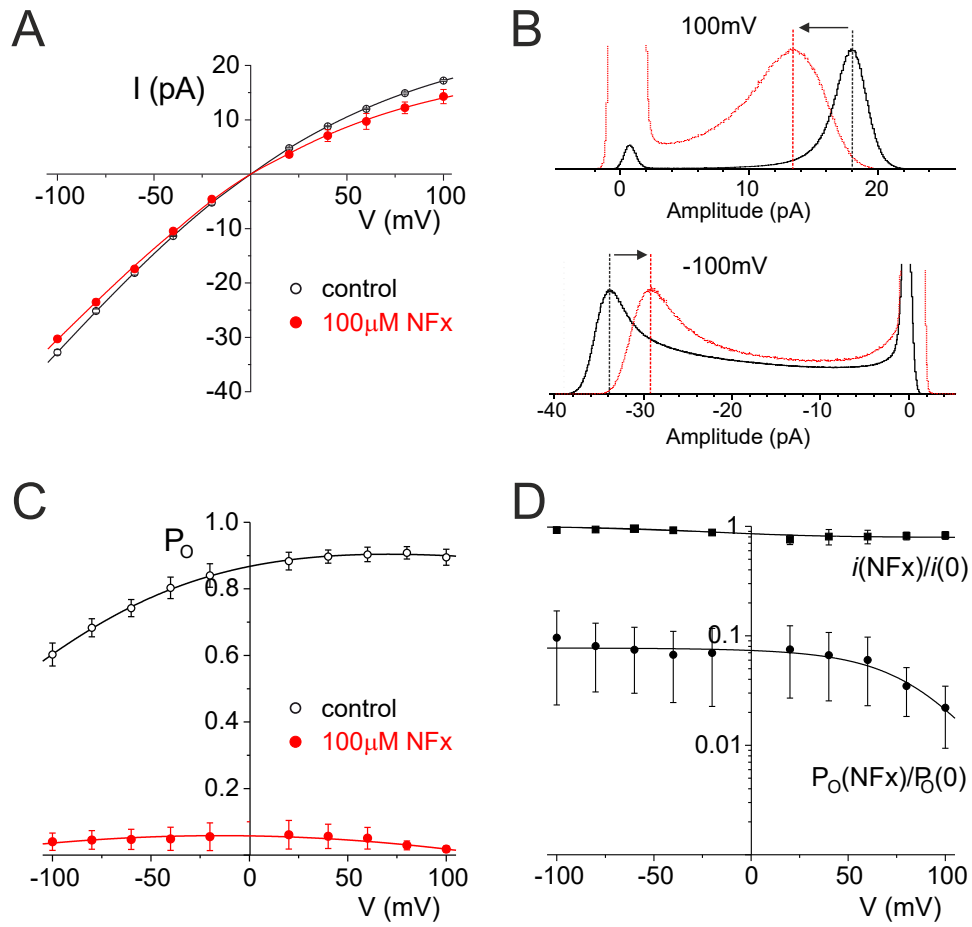 A
I (pA)
20
10
-100
-50
50
100
V (mV)
-10
-20
-30
-40
control
100μM NFx
B
100mV
0
10
20
Amplitude (pA)
-100mV
-40
-30
-20
-10
0
Amplitude (pA)
C
P_O
1.0
0.8
0.6
0.4
0.2
control
100μM NFx
-100
-50
0
50
100
V (mV)
D
1
i(NFx)/i(0)
0.1
0.01
P_O(NFx)/P_O(0)
-100
-50
0
50
100
V (mV)